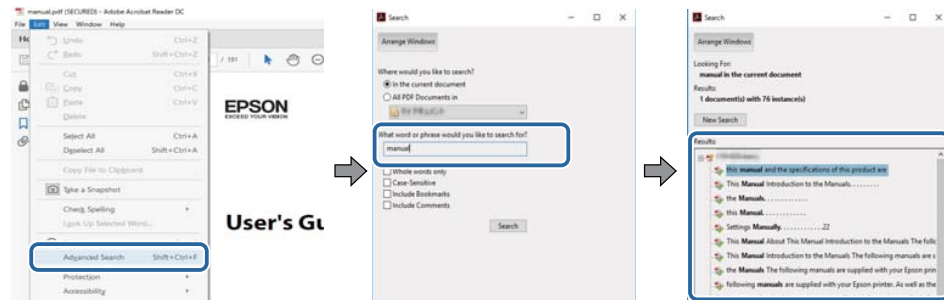 manual.pdf (SECURED) - Adobe Acrobat Reader DC
File Edit View Window Help
Undo Ctrl+Z
Redo Shift+Ctrl+Z
Cut Ctrl+X
Copy Ctrl+C
Paste Ctrl+V
Delete
Select All Ctrl+A
Deselect All Shift+Ctrl+A
Copy File to Clipboard
Take a Snapshot
Check Spelling
Look Up Selected Word...
Advanced Search Shift+Ctrl+F
Protection
Accessibility
/ 191
EPSON
EXCEED YOUR VISION
User's Gu
Search
Arrange Windows
Where would you like to search?
In the current document
All PDF Documents in
What word or phrase would you like to search for?
manual
Whole words only
Case-Sensitive
Include Bookmarks
Include Comments
Search
Search
Arrange Windows
Looking For:
manual in the current document
Results:
1 document(s) with 76 instance(s)
New Search
Results:
this manual and the specifications of this product are
This Manual Introduction to the Manuals. . . . . . . . .
the Manuals. . . . . . . . . . . . .
this Manual. . . . . . . . . . . . .
Settings Manually. . . . . . . . . . . . 22
This Manual About This Manual Introduction to the Manuals The follo
This Manual Introduction to the Manuals The following manuals are s
the Manuals The following manuals are supplied with your Epson prin
following manuals are supplied with your Epson printer. As well as the